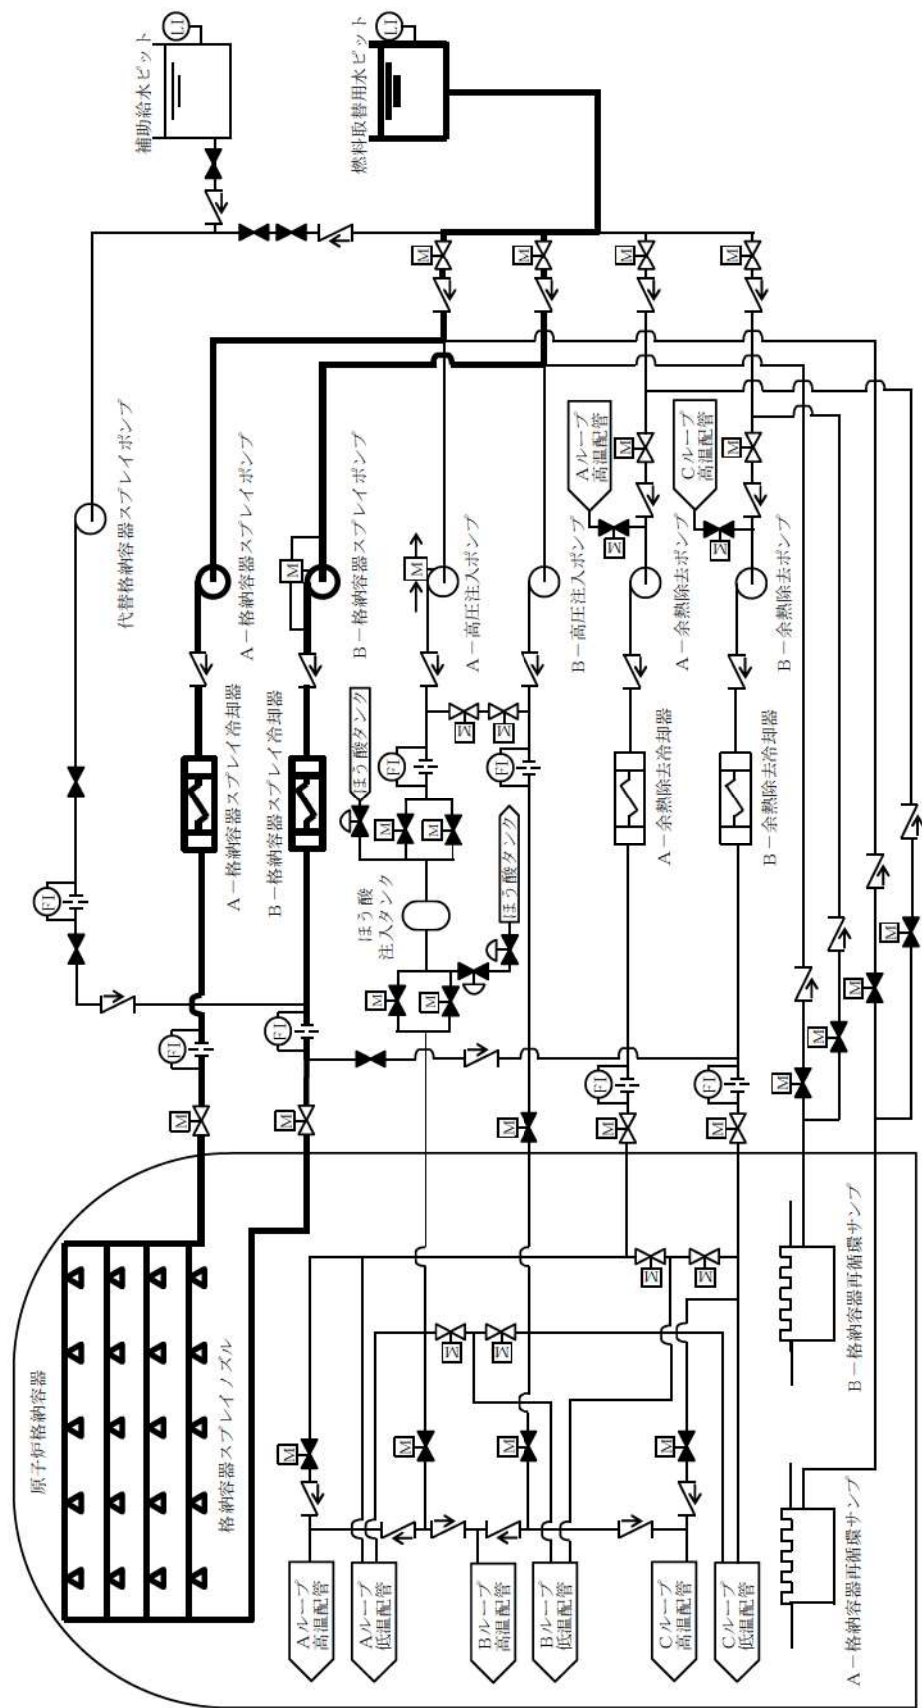 補助給水ピット
LI
燃料取替用水ピット
LI
M
M
M
M
代替格納容器スプレイポンプ
A－格納容器スプレイポンプ
M
B－格納容器スプレイポンプ
M
A－高圧注入ポンプ
B－高圧注入ポンプ
Aループ
高温配管
M
M
A－余熱除去ポンプ
Cループ
高温配管
M
M
B－余熱除去ポンプ
A－格納容器スプレイ冷却器
B－格納容器スプレイ冷却器
ほう酸タンク
FI
M
M
M
M
FI
ほう酸タンク
A－余熱除去冷却器
B－余熱除去冷却器
FI
ほう酸
注入タンク
M
M
FI
FI
M
M
M
FI
M
FI
M
M
M
M
M
原子炉格納容器
格納容器スプレイノズル
M
M
M
M
M
M
M
M
Aループ
高温配管
Aループ
低温配管
Bループ
高温配管
Bループ
低温配管
Cループ
高温配管
Cループ
低温配管
B－格納容器再循環サンプ
A－格納容器再循環サンプ